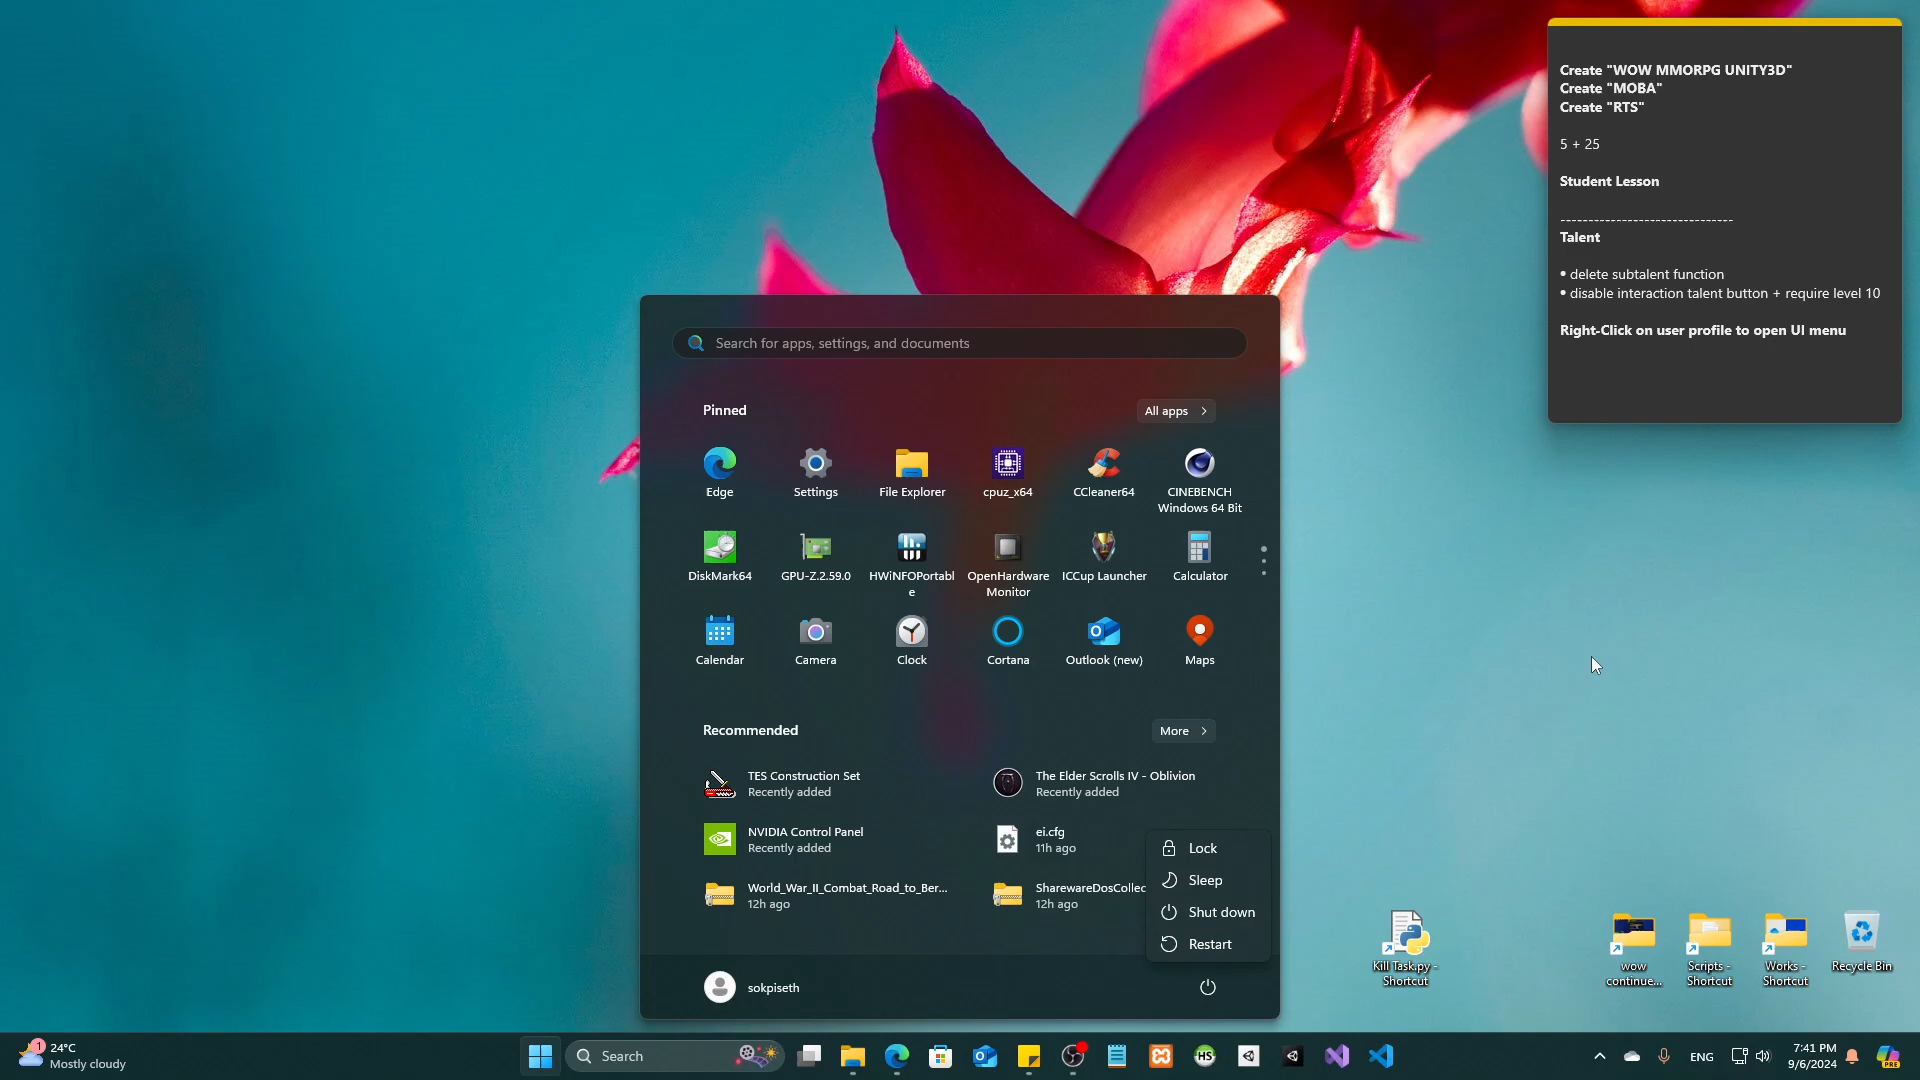 Create "WOW MMORPG UNITY3D"
Create "MOBA"
Create "RTS"
5 + 25
Student Lesson
-------------------------------
Talent
• delete subtalent function
• disable interaction talent button + require level 10
Right-Click on user profile to open UI menu
Search for apps, settings, and documents
Pinned
All apps
Edge
Settings
File Explorer
cpuz_x64
CCleaner64
CINEBENCH
Windows 64 Bit
DiskMark64
GPU-Z.2.59.0
HWiNFOPortabl
e
OpenHardware
Monitor
ICCup Launcher
Calculator
Calendar
Camera
Clock
Cortana
Outlook (new)
Maps
Recommended
More
TES Construction Set
Recently added
The Elder Scrolls IV - Oblivion
Recently added
NVIDIA Control Panel
Recently added
ei.cfg
11h ago
World_War_II_Combat_Road_to_Ber...
12h ago
SharewareDosCollec
12h ago
Lock
Sleep
Shut down
Restart
sokpiseth
Kill Task.py -
Shortcut
wow
continue...
Scripts -
Shortcut
Works -
Shortcut
Recycle Bin
1
24°C
Mostly cloudy
Search
HS
ENG
7:41 PM
9/6/2024
PRE